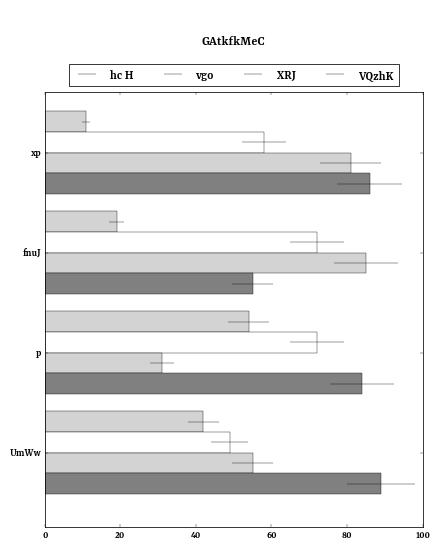 GAtkfkMeC
hc H vgo XRJ VQzhK
xp
fnuJ
p
UmWw
0 20 40 60 80 100